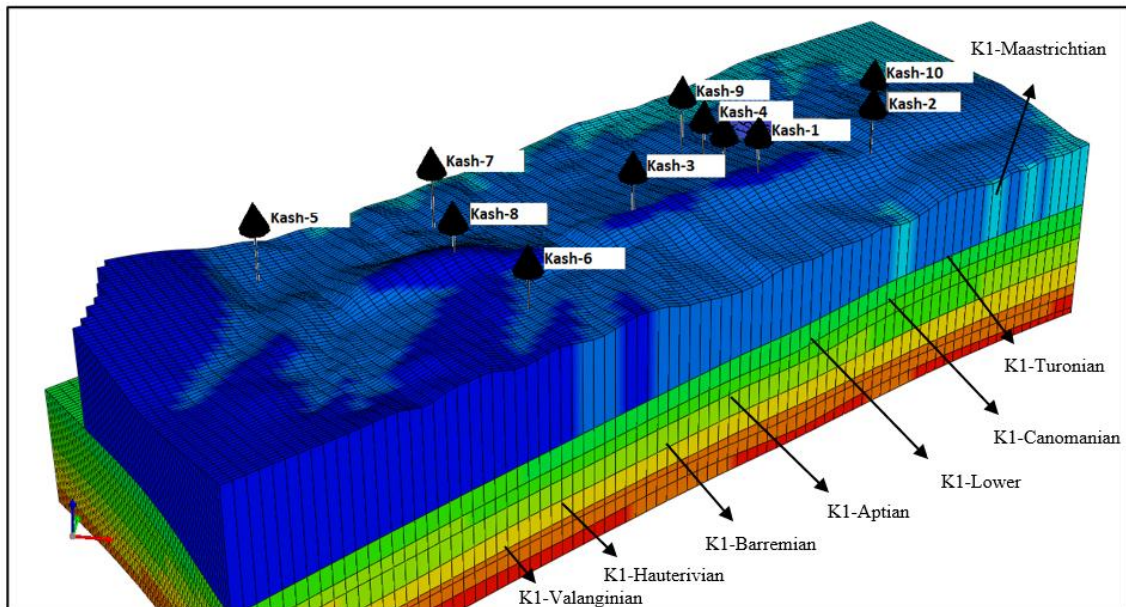 K1-Maastrichtian
Kash-10
Kash-9
Kash-2
Kash-4
Kash-1
Kash-7
Kash-3
Kash-5
Kash-8
Kash-6
K1-Turonian
K1-Canomanian
K1-Lower
K1-Aptian
K1-Barremian
K1-Hauterivian
K1-Valanginian